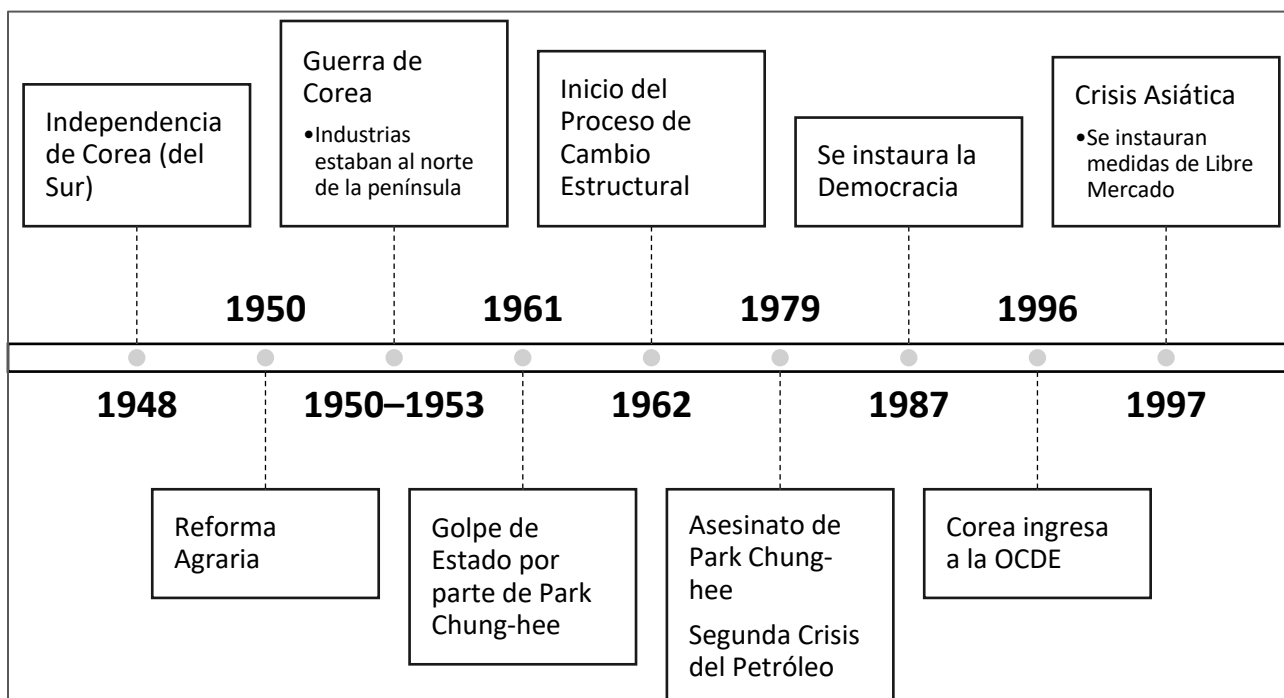 Independencia
de Corea (del
Sur)
Guerra de
Corea
•Industrias
estaban al norte
de la península
Inicio del
Proceso de
Cambio
Estructural
Se instaura la
Democracia
Crisis Asiática
•Se instauran
medidas de Libre
Mercado
1950
1961
1979
1996
1948
1950–1953
1962
1987
1997
Reforma
Agraria
Golpe de
Estado por
parte de Park
Chung-hee
Asesinato de
Park Chung-
hee
Segunda Crisis
del Petróleo
Corea ingresa
a la OCDE